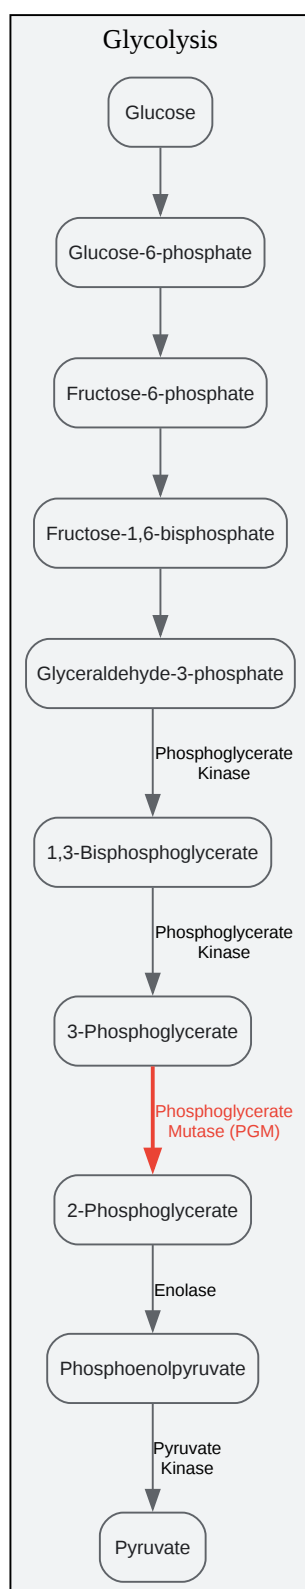 Glycolysis
Glucose
Glucose-6-phosphate
Fructose-6-phosphate
Fructose-1,6-bisphosphate
Glyceraldehyde-3-phosphate
Phosphoglycerate
Kinase
1,3-Bisphosphoglycerate
Phosphoglycerate
Kinase
3-Phosphoglycerate
Phosphoglycerate
Mutase (PGM)
2-Phosphoglycerate
Enolase
Phosphoenolpyruvate
Pyruvate
Kinase
Pyruvate